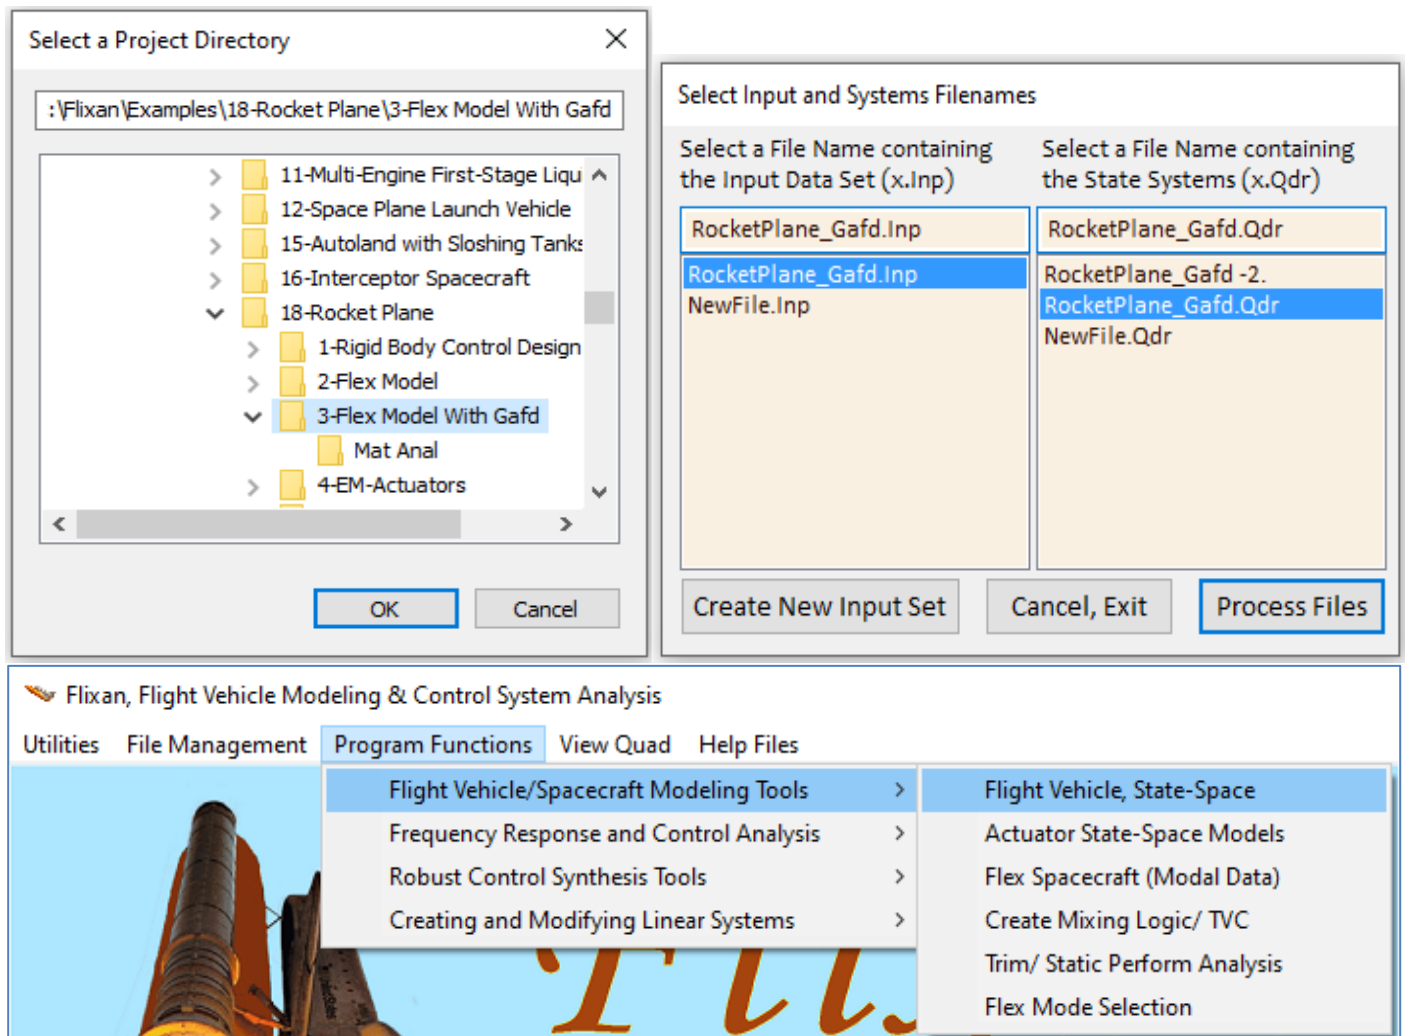 Select a Project Directory
:\Flixan\Examples\18-Rocket Plane\3-Flex Model With Gafd
11-Multi-Engine First-Stage Liqu
12-Space Plane Launch Vehicle
15-Autoland with Sloshing Tanks
16-Interceptor Spacecraft
18-Rocket Plane
1-Rigid Body Control Design
2-Flex Model
3-Flex Model With Gafd
Mat Anal
4-EM-Actuators
OK
Cancel
Select Input and Systems Filenames
Select a File Name containing
the Input Data Set (x.Inp)
RocketPlane_Gafd.Inp
RocketPlane_Gafd.Inp
NewFile.Inp
Select a File Name containing
the State Systems (x.Qdr)
RocketPlane_Gafd.Qdr
RocketPlane_Gafd -2.
RocketPlane_Gafd.Qdr
NewFile.Qdr
Create New Input Set
Cancel, Exit
Process Files
Flixan, Flight Vehicle Modeling & Control System Analysis
Utilities File Management Program Functions View Quad Help Files
Flight Vehicle/Spacecraft Modeling Tools
Frequency Response and Control Analysis
Robust Control Synthesis Tools
Creating and Modifying Linear Systems
Flight Vehicle, State-Space
Actuator State-Space Models
Flex Spacecraft (Modal Data)
Create Mixing Logic/ TVC
Trim/ Static Perform Analysis
Flex Mode Selection